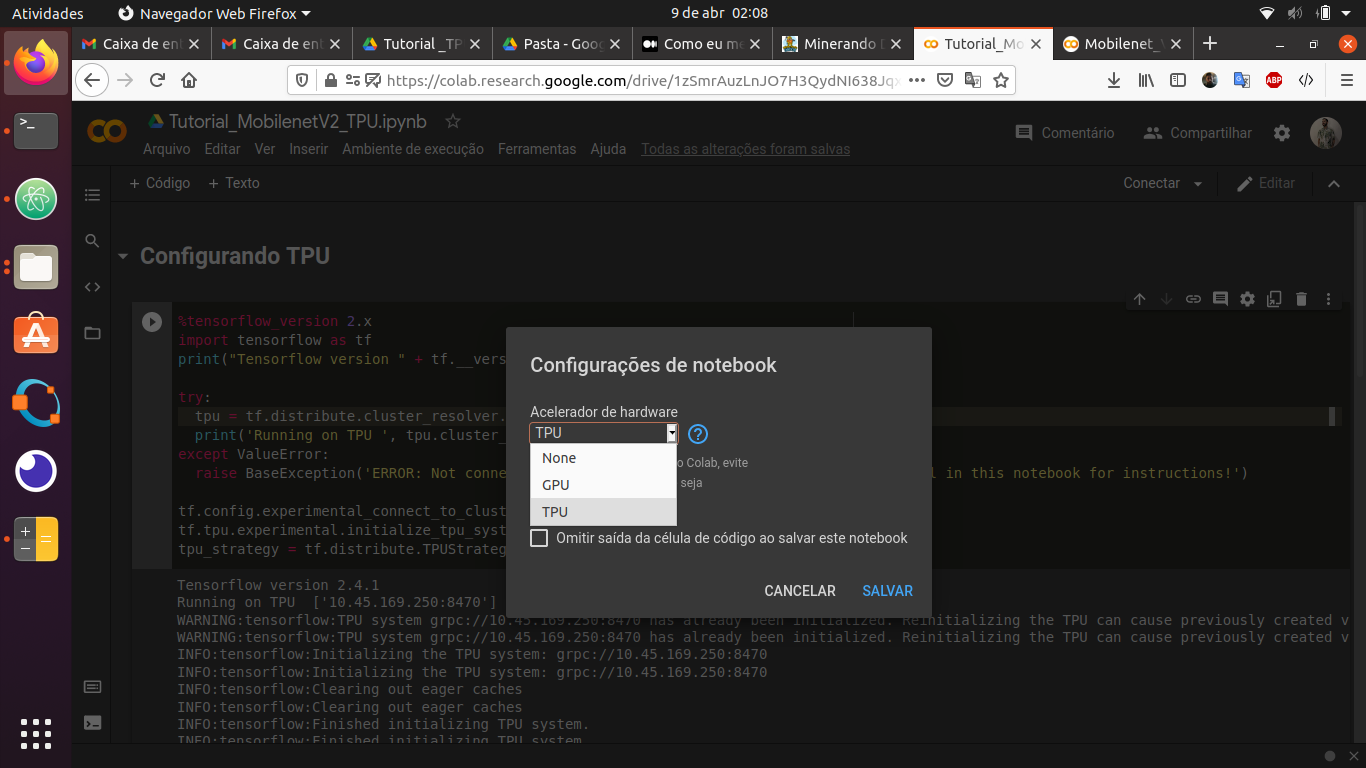 Atividades
Navegador Web Firefox
9 de abr 02:08
Caixa de en
Caixa de en
Tutorial _TP
Pasta - Goo
Como eu me
Minerando D
Tutorial_Mo
Mobilenet_V
https://colab.research.google.com/drive/1zSmrAuzLnJO7H3QydNI638Jqx
ABP
Tutorial_MobilenetV2_TPU.ipynb
Comentário
Compartilhar
Arquivo Editar Ver Inserir Ambiente de execução Ferramentas Ajuda Todas as alterações foram salvas
+ Código + Texto
Conectar
Editar
Configurando TPU
%tensorflow_version 2.x
import tensorflow as tf
print("Tensorflow version " + tf.__vers
try:
tpu = tf.distribute.cluster_resolver.
print('Running on TPU ', tpu.cluster_
except ValueError:
raise BaseException('ERROR: Not conne
l in this notebook for instructions!')
tf.config.experimental_connect_to_clust
tf.tpu.experimental.initialize_tpu_syst
tpu_strategy = tf.distribute.TPUStrateg
Configurações de notebook
Acelerador de hardware
TPU
None
GPU
TPU
o Colab, evite
seja
Omitir saída da célula de código ao salvar este notebook
CANCELAR
SALVAR
Tensorflow version 2.4.1
Running on TPU ['10.45.169.250:8470']
WARNING:tensorflow:TPU system grpc://10.45.169.250:8470 has already been initialized. Reinitializing the TPU can cause previously created v
WARNING:tensorflow:TPU system grpc://10.45.169.250:8470 has already been initialized. Reinitializing the TPU can cause previously created v
INFO:tensorflow:Initializing the TPU system: grpc://10.45.169.250:8470
INFO:tensorflow:Initializing the TPU system: grpc://10.45.169.250:8470
INFO:tensorflow:Clearing out eager caches
INFO:tensorflow:Clearing out eager caches
INFO:tensorflow:Finished initializing TPU system.
INFO:tensorflow:Finished initializing TPU system.